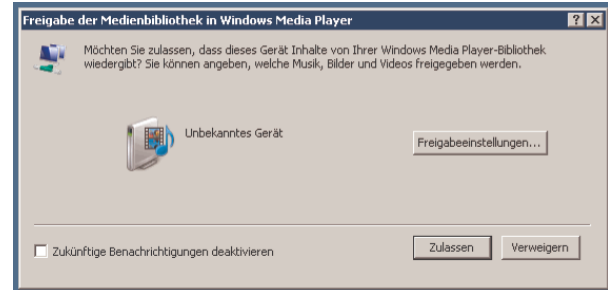 Freigabe der Medienbibliothek in Windows Media Player
Möchten Sie zulassen, dass dieses Gerät Inhalte von Ihrer Windows Media Player-Bibliothek
wiedergibt? Sie können angeben, welche Musik, Bilder und Videos freigegeben werden.
Unbekanntes Gerät
Freigabeeinstellungen...
Zukünftige Benachrichtigungen deaktivieren
Zulassen
Verweigern